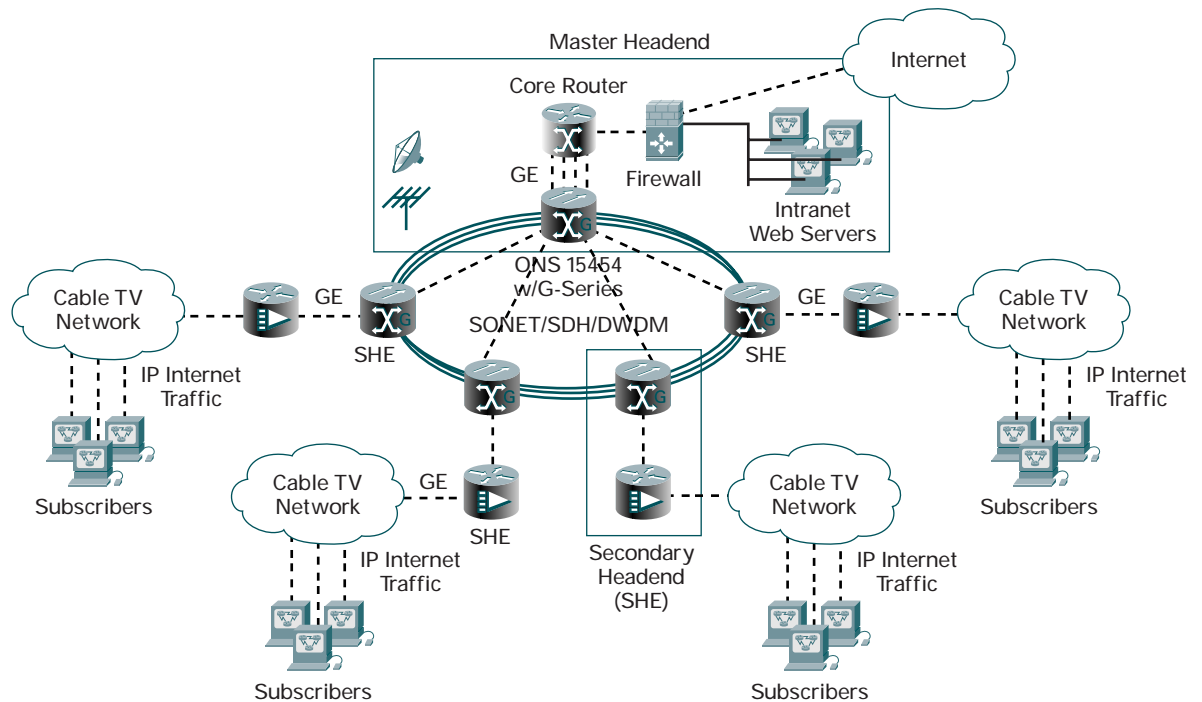 Master Headend
Internet
Core Router
GE
Firewall
Intranet
Web Servers
ONS 15454
w/G-Series
SONET/SDH/DWDM
G
G
G
G
G
Cable TV
Network
GE
SHE
IP Internet
Traffic
Subscribers
SHE
GE
Cable TV
Network
IP Internet
Traffic
Subscribers
Cable TV
Network
GE
SHE
IP Internet
Traffic
Subscribers
Secondary
Headend
(SHE)
Cable TV
Network
IP Internet
Traffic
Subscribers